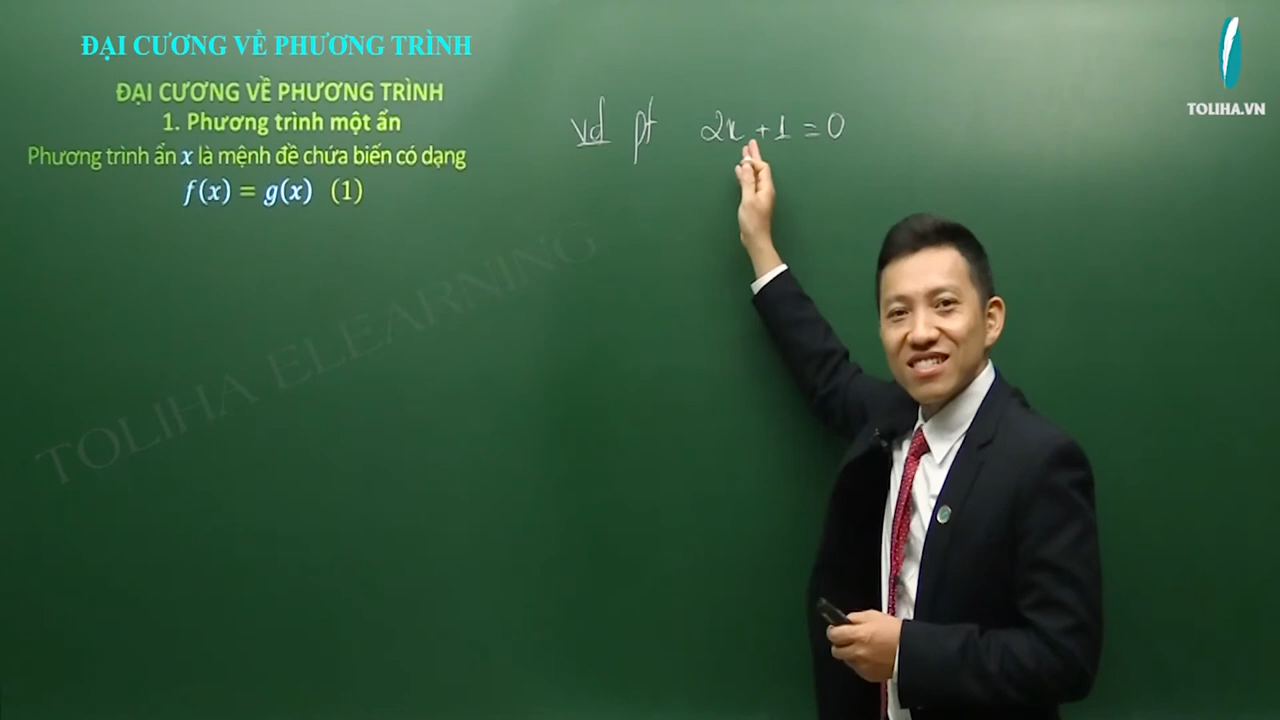 ĐẠI CƯƠNG VỀ PHƯƠNG TRÌNH
ĐẠI CƯƠNG VỀ PHƯƠNG TRÌNH
1. Phương trình một ẩn
Phương trình ẩn x là mệnh đề chứa biến có dạng
f(x) = g(x) (1)
vd pt 2x + 1 = 0
TOLIHA.VN
TOLIHA ELEARNING